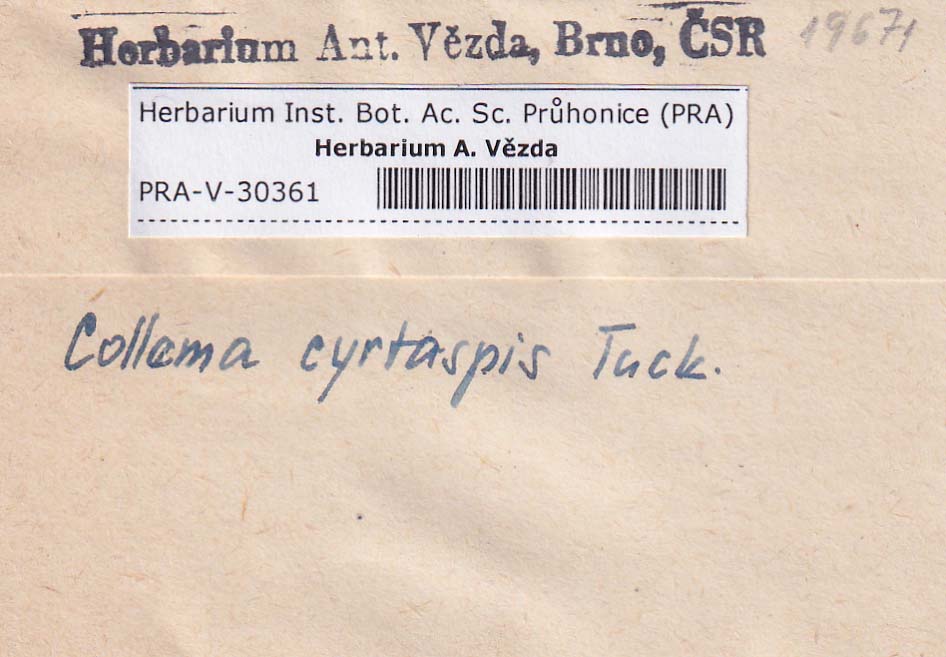 Herbarium Ant. Vězda, Brno, ČSR
Herbarium Inst. Bot. Ac. Sc. Průhonice (PRA)
Herbarium A. Vězda
PRA-V-30361
Collema cyrtaspis Tuck.